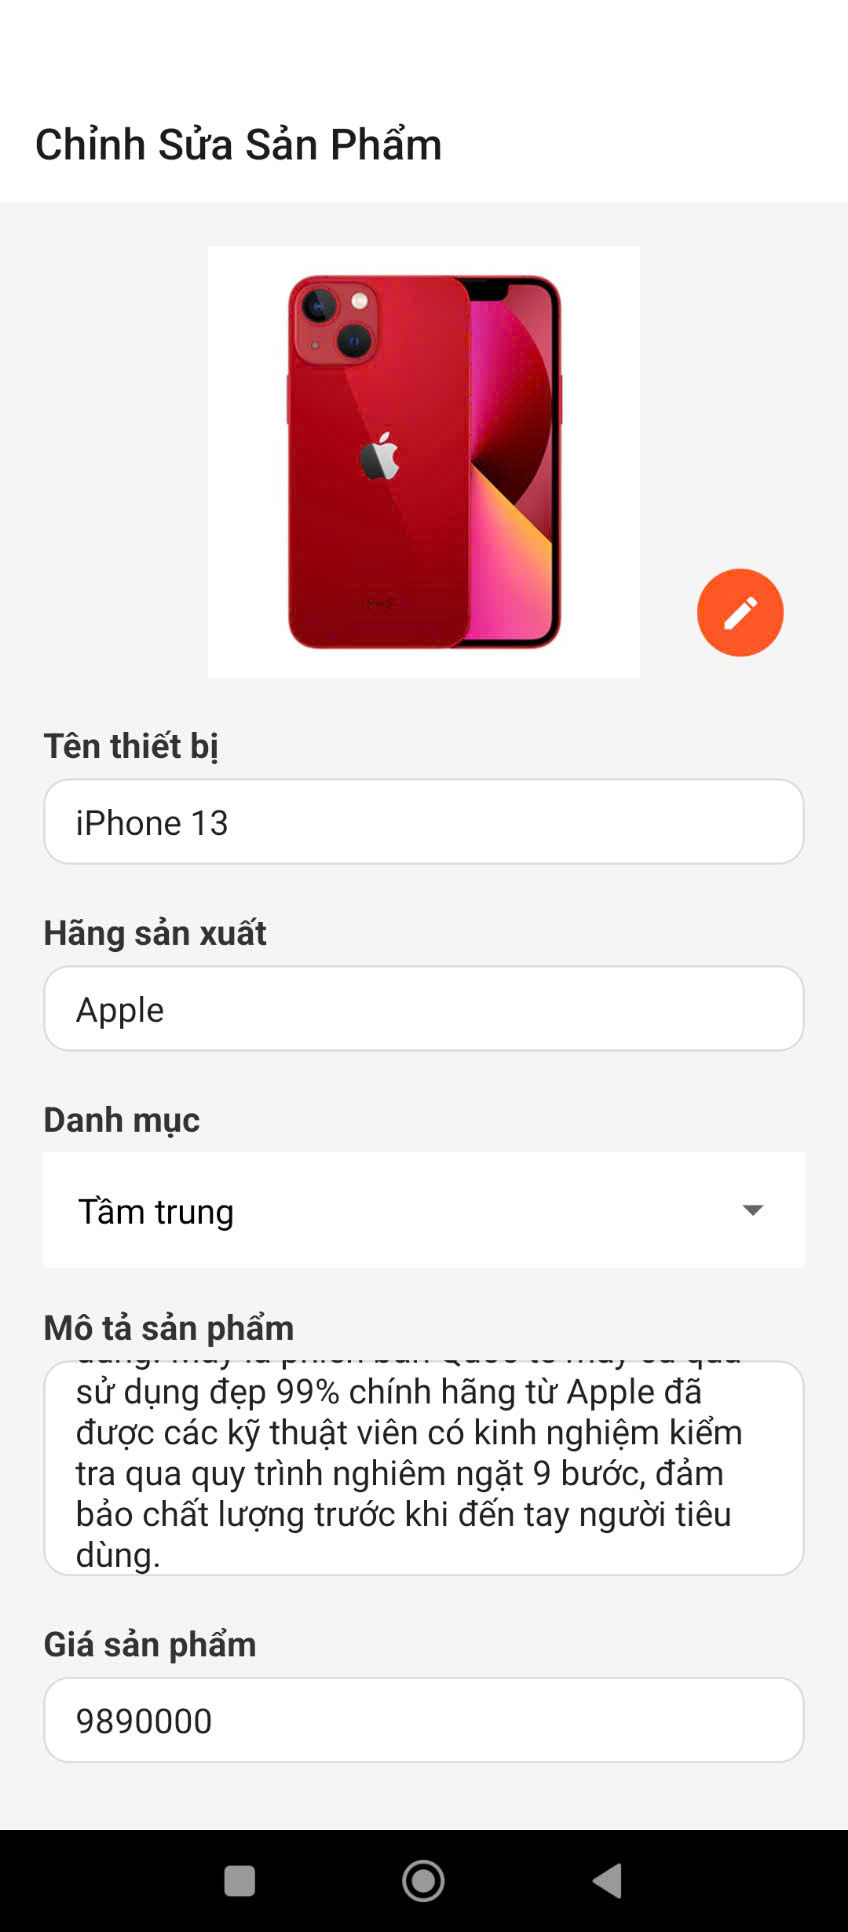 Chỉnh Sửa Sản Phẩm
Tên thiết bị
iPhone 13
Hãng sản xuất
Apple
Danh mục
Tầm trung
Mô tả sản phẩm
sử dụng đẹp 99% chính hãng từ Apple đã
được các kỹ thuật viên có kinh nghiệm kiểm
tra qua quy trình nghiêm ngặt 9 bước, đảm
bảo chất lượng trước khi đến tay người tiêu
dùng.
Giá sản phẩm
9890000